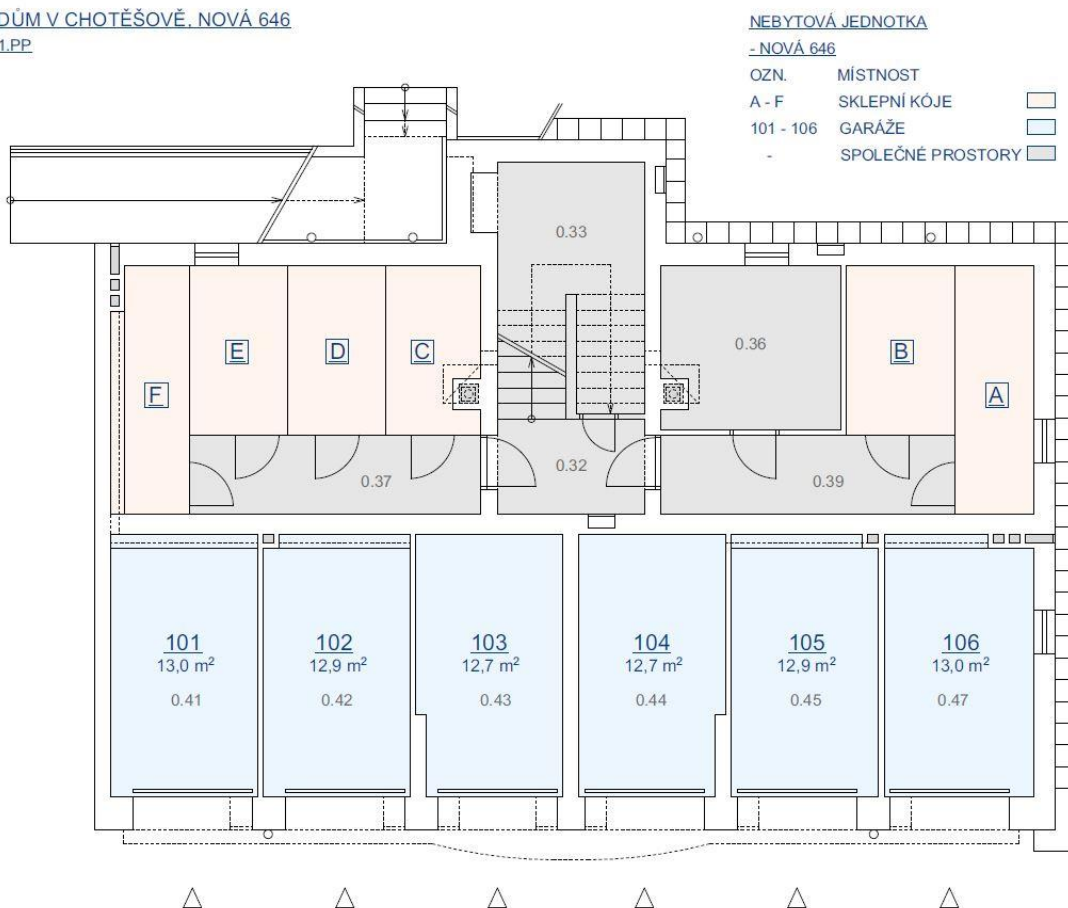 DŮM V CHOTĚŠOVĚ, NOVÁ 646
1.PP
NEBYTOVÁ JEDNOTKA
- NOVÁ 646
OZN. MÍSTNOST
A - F SKLEPNÍ KÓJE
101 - 106 GARÁŽE
- SPOLEČNÉ PROSTORY
0.33
E
D
C
0.36
B
F
A
0.32
0.37
0.39
101
13,0 m²
0.41
102
12,9 m²
0.42
103
12,7 m²
0.43
104
12,7 m²
0.44
105
12,9 m²
0.45
106
13,0 m²
0.47